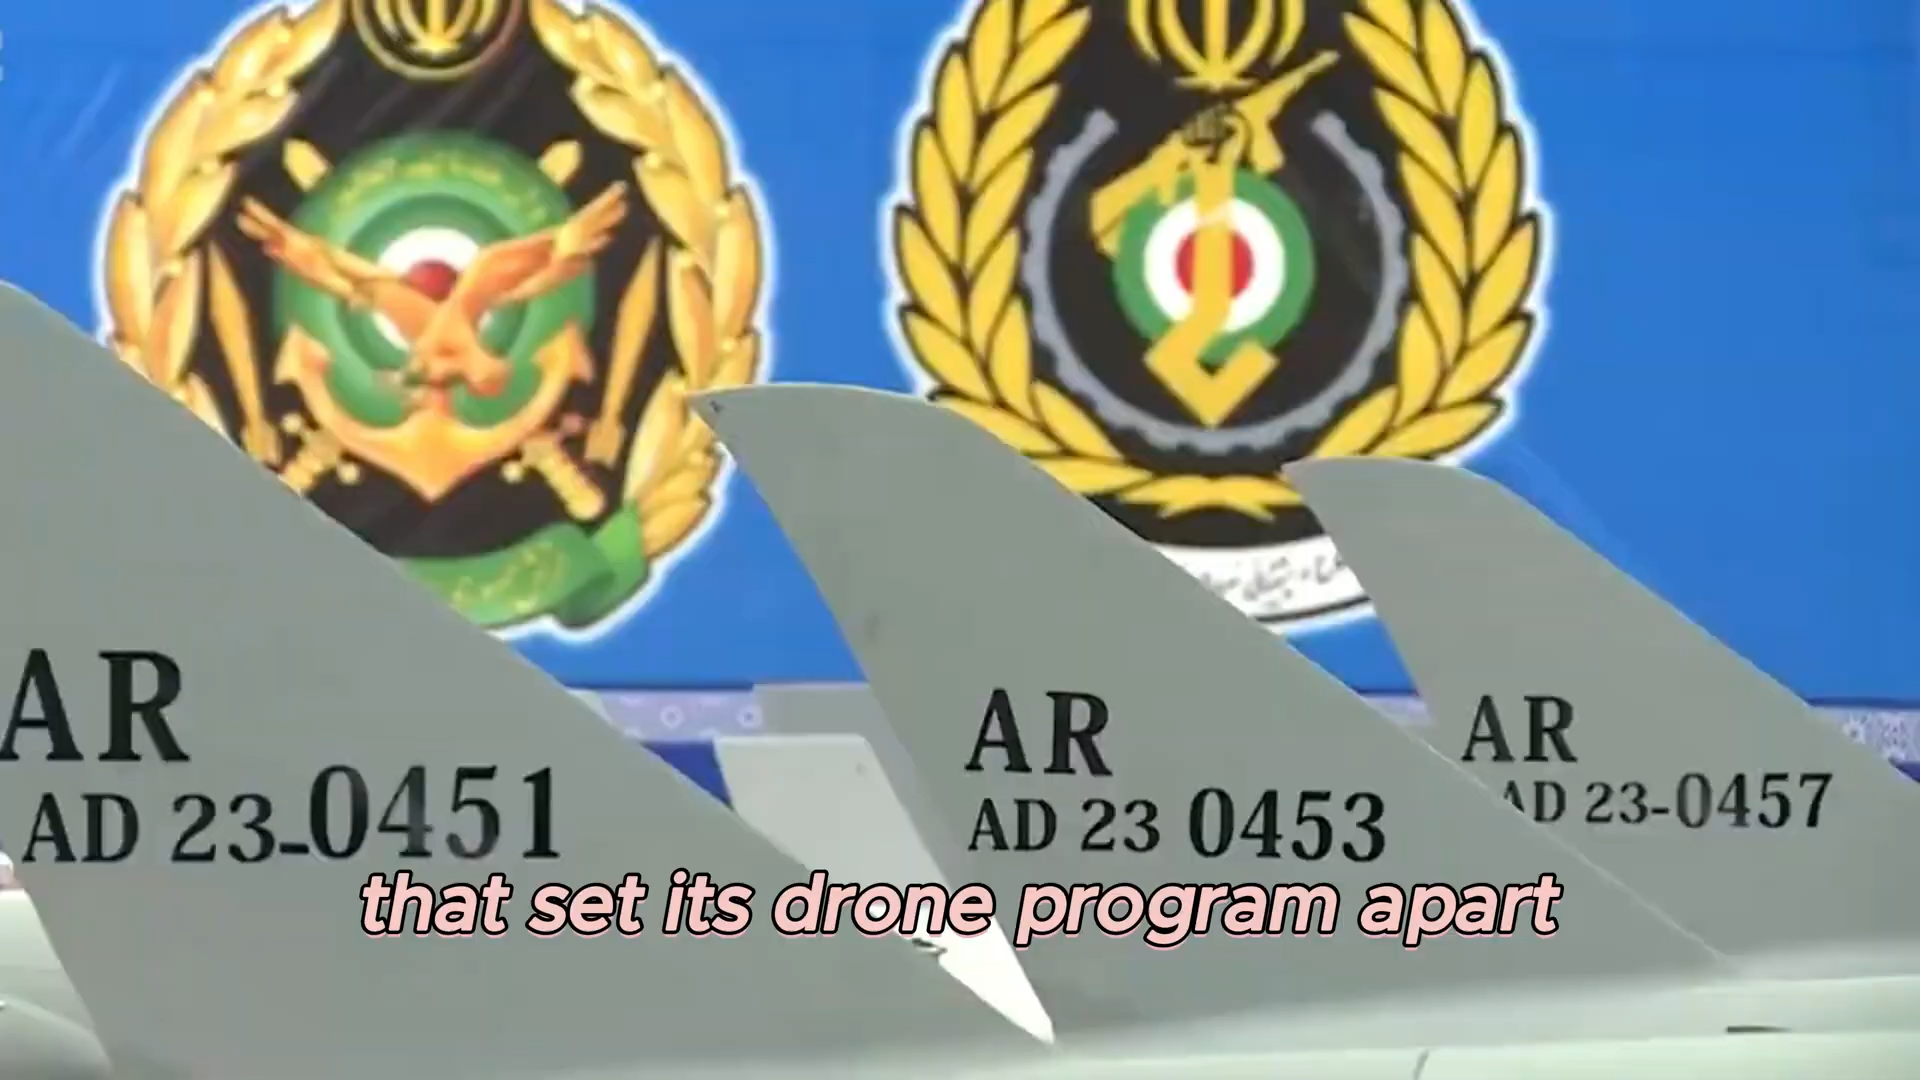 AR
AD 23-0451
AR
AD 23 0453
AR
AD 23-0457
that set its drone program apart